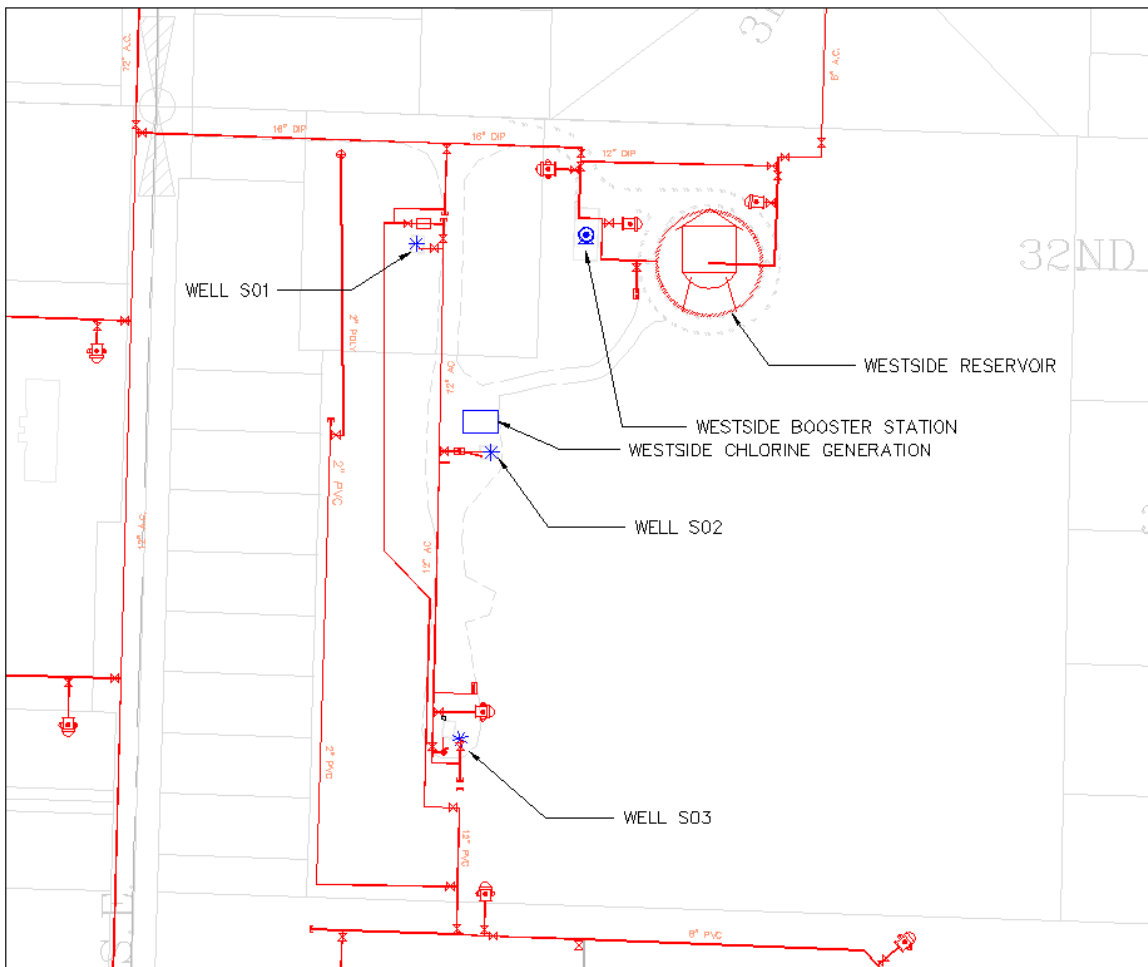 12" A.C.
31
8" A.C.
16" DIP
16" DIP
12" DIP
32ND
WELL S01
2" POLY
WESTSIDE RESERVOIR
12" AC
WESTSIDE BOOSTER STATION
WESTSIDE CHLORINE GENERATION
2" PVC
12" A.C.
WELL S02
12" AC
2" PVC
WELL S03
12" PVC
8" PVC